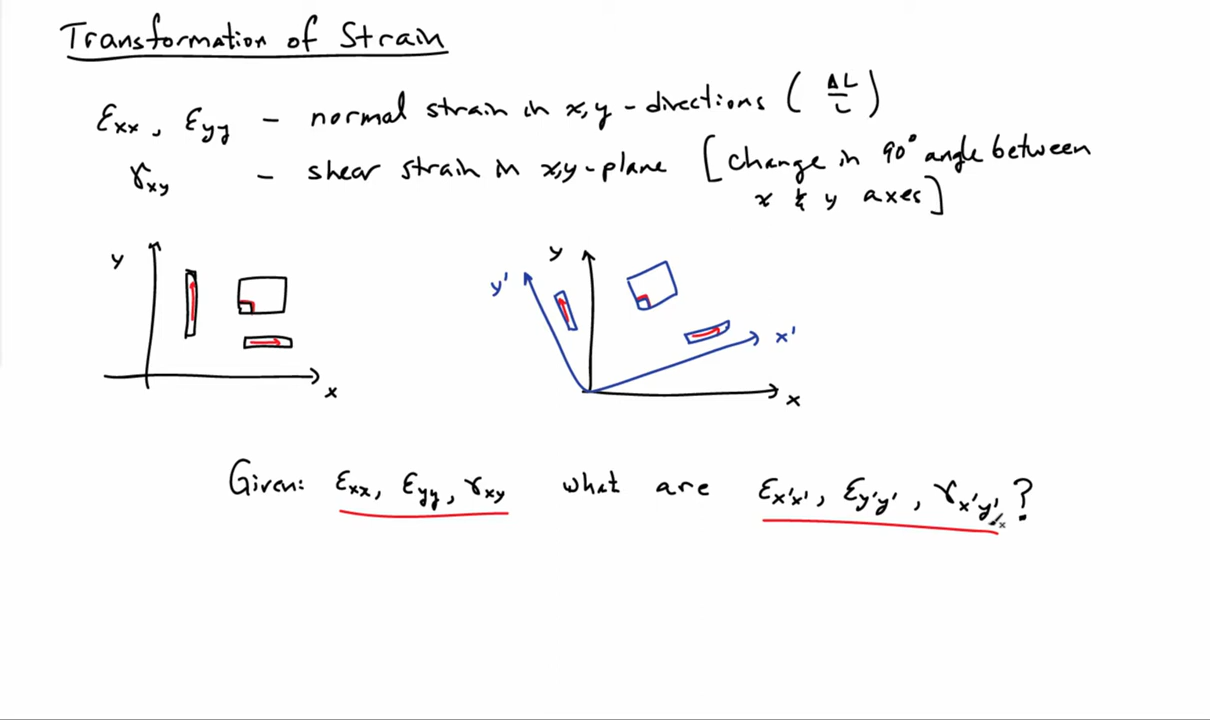 Transformation of Strain
εxx, εyy - normal strain in x,y-directions (ΔL/L)
γxy - shear strain in x,y-plane [change in 90° angle between
x & y axes]
y
x
y'
y
x'
x
Given: εxx, εyy, γxy what are εx'x', εy'y', γx'y'?